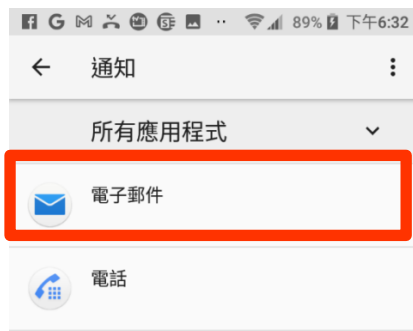 89% 下午6:32
通知
所有應用程式
電子郵件
電話